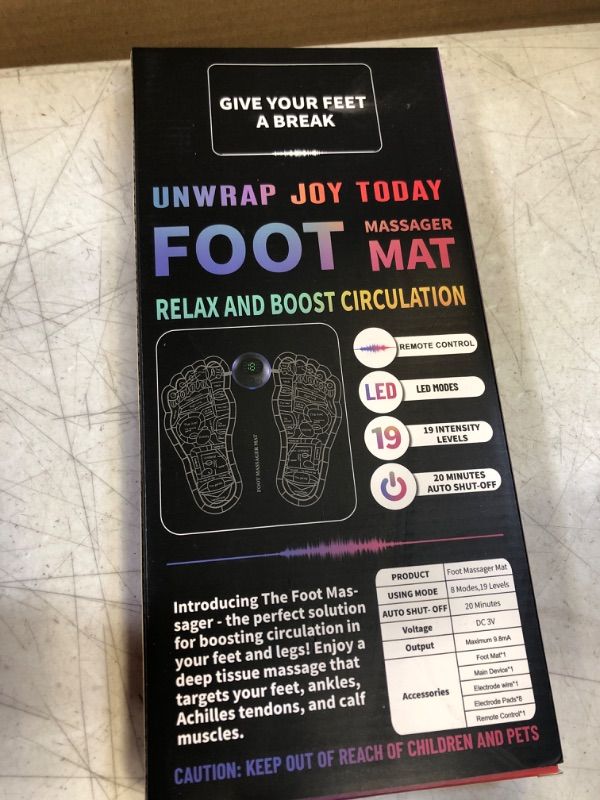 GIVE YOUR FEET
A BREAK
UNWRAP JOY TODAY
FOOT MASSAGER MAT
RELAX AND BOOST CIRCULATION
REMOTE CONTROL
LED LED MODES
19 19 INTENSITY
LEVELS
20 MINUTES
AUTO SHUT-OFF
FOOT MASSAGER MAT
Introducing The Foot Mas-
sager - the perfect solution
for boosting circulation in
your feet and legs! Enjoy a
deep tissue massage that
targets your feet, ankles,
Achilles tendons, and calf
muscles.
PRODUCT Foot Massager Mat
USING MODE 8 Modes,19 Levels
AUTO SHUT- OFF 20 Minutes
Voltage DC 3V
Output Maximum 9.8mA
Accessories
Foot Mat*1
Main Device*1
Electrode wire*1
Electrode Pads*8
Remote Control*1
CAUTION: KEEP OUT OF REACH OF CHILDREN AND PETS